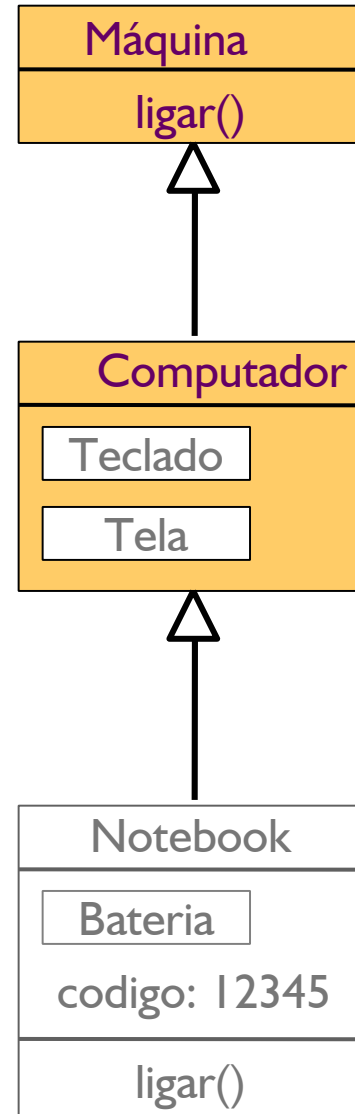 Máquina
ligar()
Computador
Teclado
Tela
Notebook
Bateria
codigo: 12345
ligar()